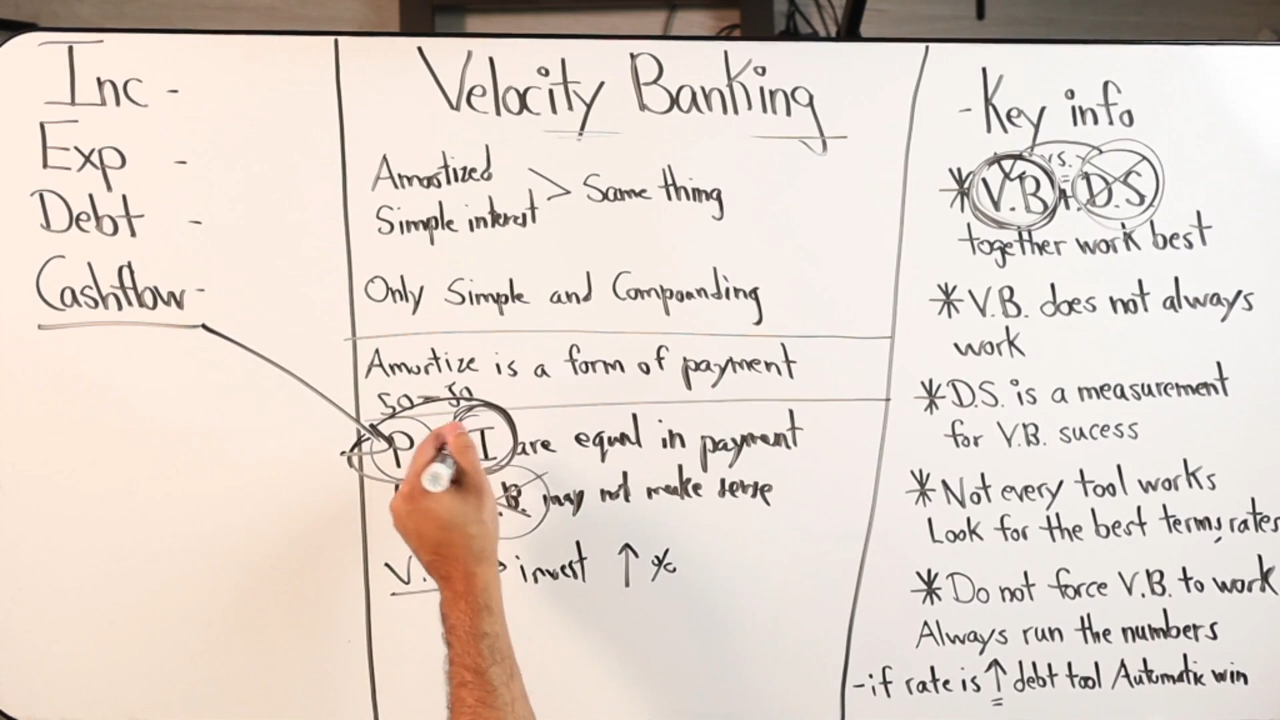 Inc -
Exp -
Debt -
Cashflow -
Velocity Banking
Amortized
Simple interest > Same thing
Only Simple and Compounding
Amortize is a form of payment
50 - 50
P I are equal in payment
B. may not make sense
V. > invest ↑ %
- Key info
* V.B + D.S.
vs.
together work best
* V.B. does not always
work
* D.S. is a measurement
for V.B. sucess
* Not every tool works
Look for the best terms, rates
* Do not force V.B. to work
Always run the numbers
- if rate is ↑ debt tool Automatic win